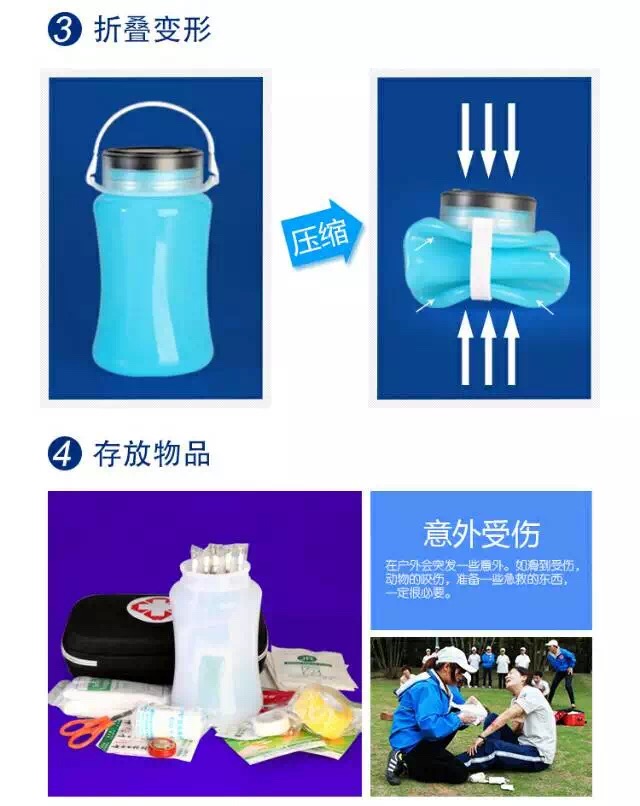 3 折叠变形
压缩
4 存放物品
意外受伤
在户外会突发一些意外。如滑到受伤，
动物的咬伤，准备一些急救的东西，
一定很必要。